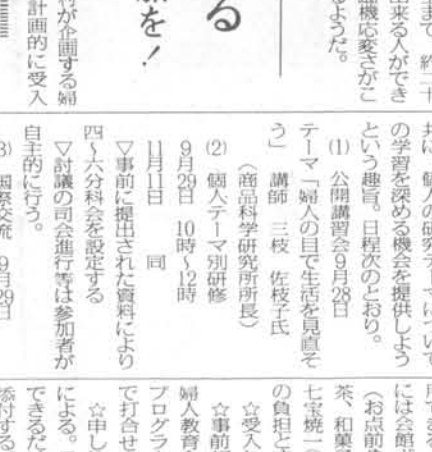 まで 約二十
出来る人ができ
臨機応変さがこ
るようだ。
る
を！
が企画する婦
計画的に受入
共に、個人の研究テーマについて
の学習を深める機会を提供しよう
という趣旨。日程次のとおり。
(1) 公開講習会9月28日
テーマ「婦人の目で生活を見直そ
う」 講師 三枝 佐枝子氏
（商品科学研究所所長）
(2) 個人テーマ別研修
9月29日 10時~12時
11月11日 同
▽事前に提出された資料により
四~六分科会を設定する
▽討議の司会進行等は参加者が
自主的に行う。
(3) 国際交流 9月29日
用できる
には会館
（お点前
茶、和菓
七宝焼一
の負担と
☆受入
☆事前
婦人教育
プログラ
で打合せ
☆申し
による。
できるだ
添付する